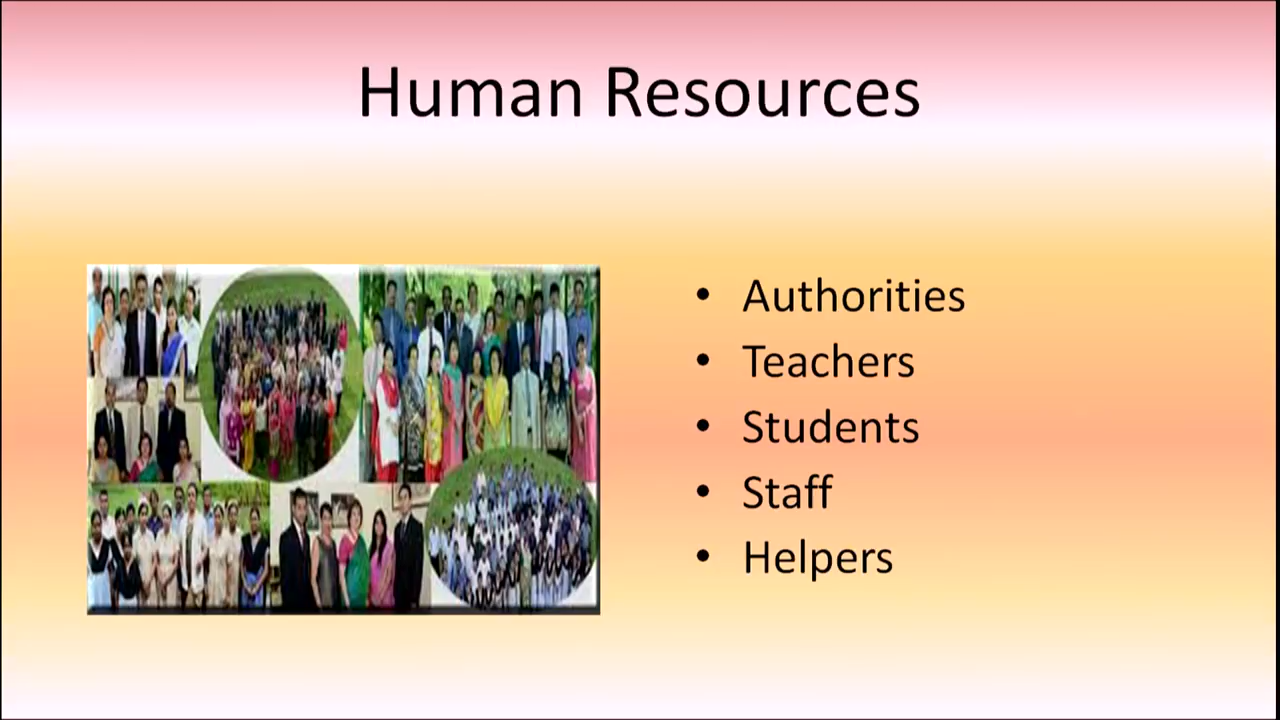 Human Resources
• Authorities
• Teachers
• Students
• Staff
• Helpers